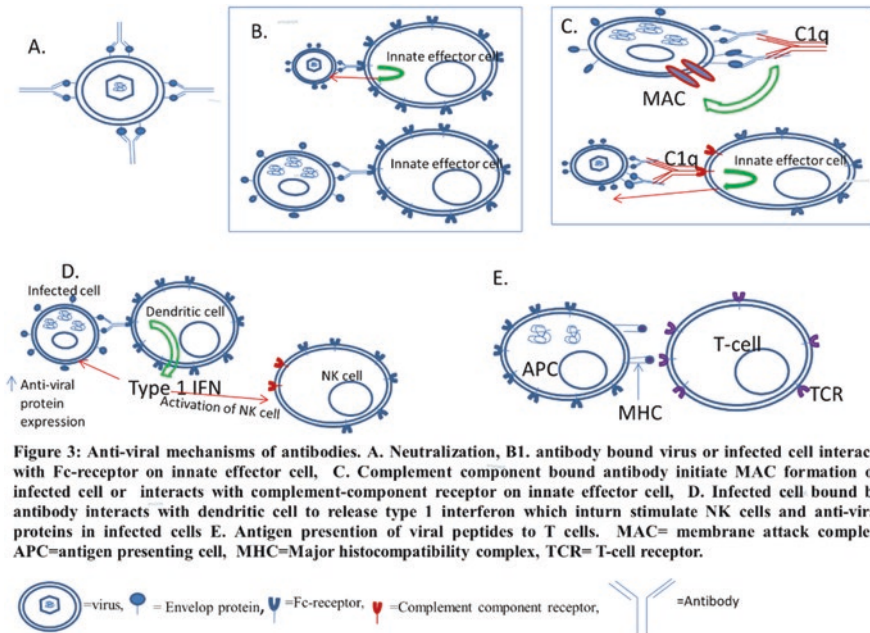 A.
B.
Innate effector cell
Innate effector cell
C.
C1q
MAC
C1q
Innate effector cell
D.
Infected cell
Dendritic cell
Anti-viral
protein
expression
Type 1 IFN
Activation of NK cell
NK cell
E.
APC
MHC
T-cell
TCR
Figure 3: Anti-viral mechanisms of antibodies. A. Neutralization, B1. antibody bound virus or infected cell interac
with Fc-receptor on innate effector cell, C. Complement component bound antibody initiate MAC formation o
infected cell or interacts with complement-component receptor on innate effector cell, D. Infected cell bound b
antibody interacts with dendritic cell to release type 1 interferon which inturn stimulate NK cells and anti-vir
proteins in infected cells E. Antigen presention of viral peptides to T cells. MAC= membrane attack comple
APC=antigen presenting cell, MHC=Major histocompatibility complex, TCR= T-cell receptor.
=virus, = Envelop protein, =Fc-receptor, =Complement component receptor, =Antibody